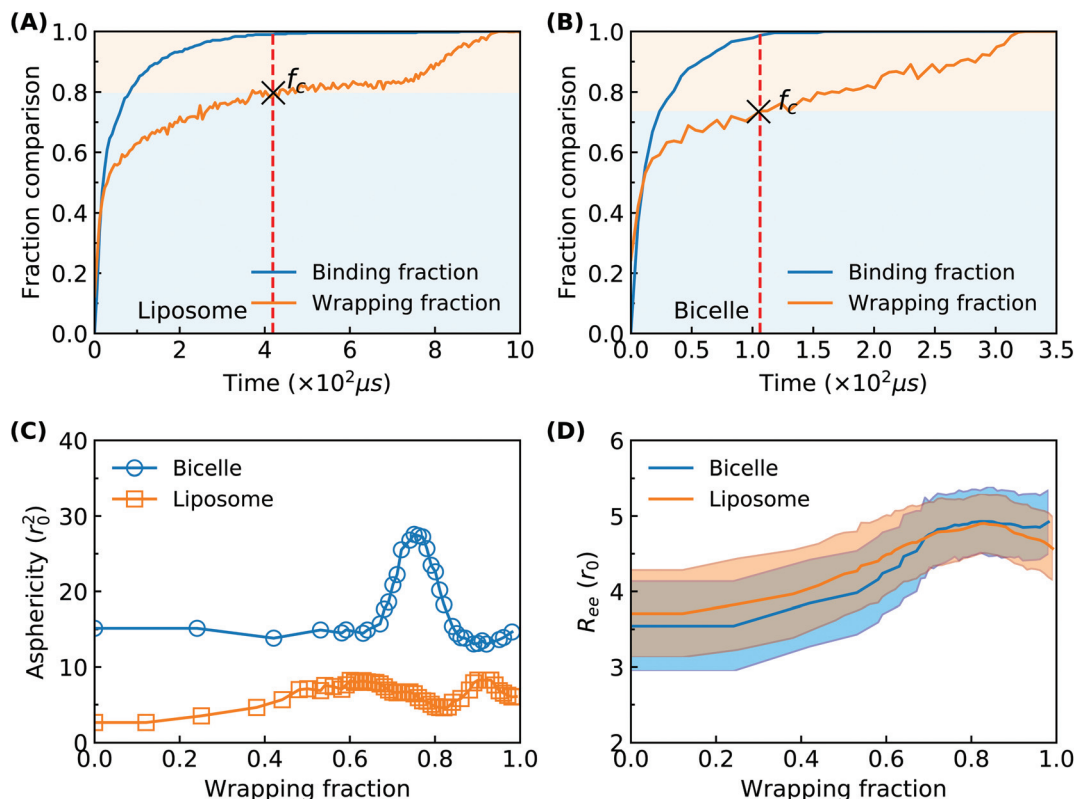 (A)
1.0
0.8
0.6
0.4
0.2
0.0
Fraction comparison
f_c
Binding fraction
Wrapping fraction
Liposome
0 2 4 6 8 10
Time (×10²μs)
(B)
1.0
0.8
0.6
0.4
0.2
0.0
Fraction comparison
f_c
Binding fraction
Wrapping fraction
Bicelle
0.0 0.5 1.0 1.5 2.0 2.5 3.0 3.5
Time (×10²μs)
(C)
40
30
20
10
0
Asphericity (r₀²)
Bicelle
Liposome
0.0 0.2 0.4 0.6 0.8 1.0
Wrapping fraction
(D)
6
5
4
3
2
R_ee (r₀)
Bicelle
Liposome
0.0 0.2 0.4 0.6 0.8 1.0
Wrapping fraction